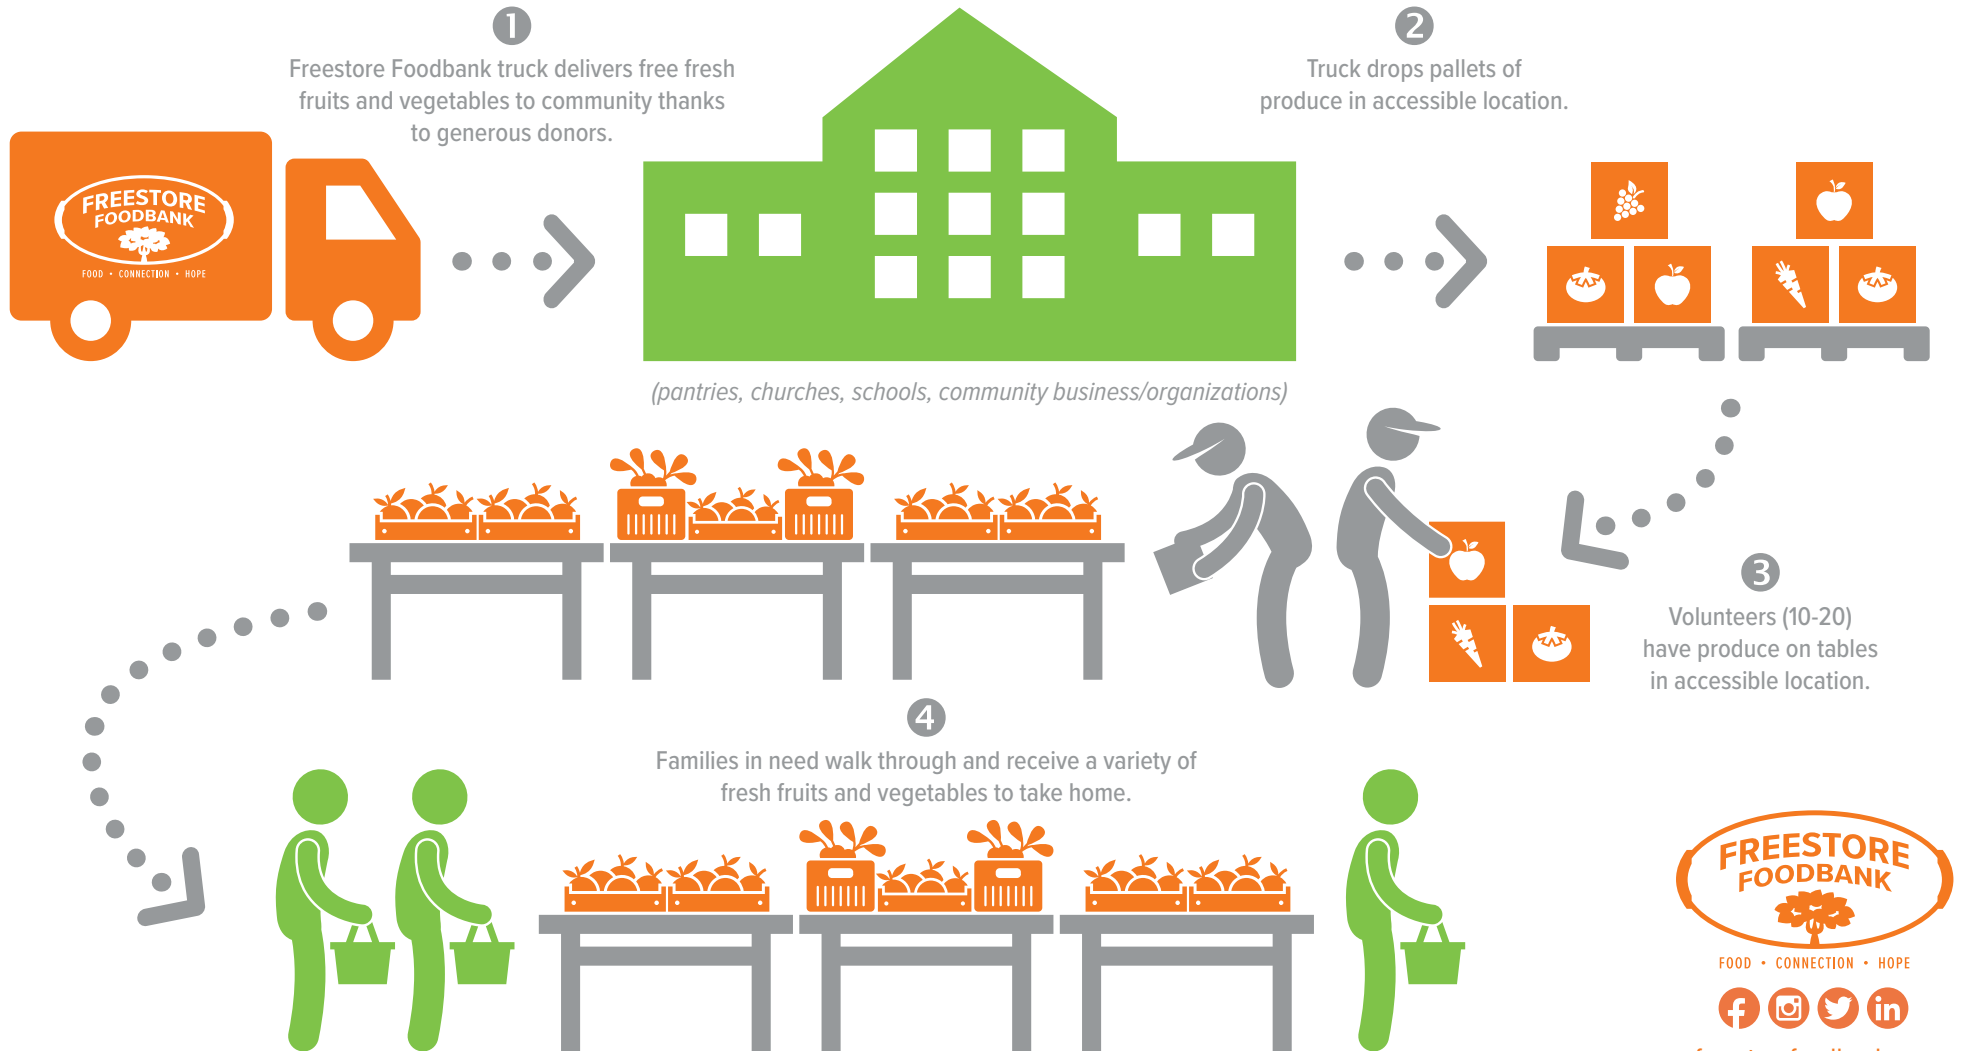 1
Freestore Foodbank truck delivers free fresh
fruits and vegetables to community thanks
to generous donors.
2
Truck drops pallets of
produce in accessible location.
FREESTORE
FOODBANK
FOOD • CONNECTION • HOPE
(pantries, churches, schools, community business/organizations)
3
Volunteers (10-20)
have produce on tables
in accessible location.
4
Families in need walk through and receive a variety of
fresh fruits and vegetables to take home.
FREESTORE
FOODBANK
FOOD • CONNECTION • HOPE
f in